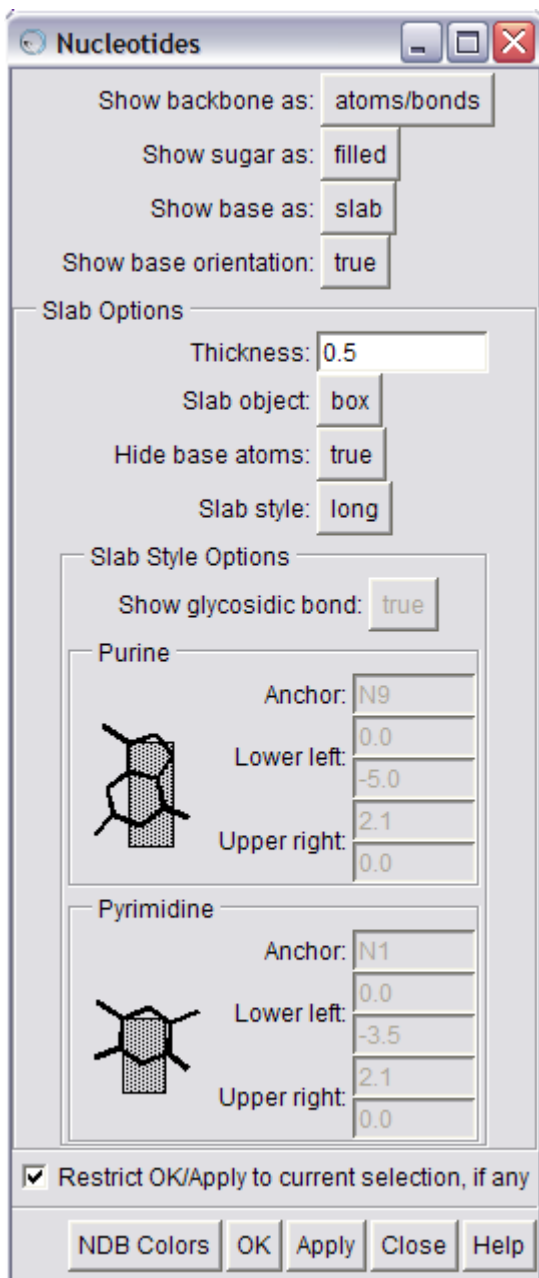 Nucleotides
Show backbone as: atoms/bonds
Show sugar as: filled
Show base as: slab
Show base orientation: true
Slab Options
Thickness: 0.5
Slab object: box
Hide base atoms: true
Slab style: long
Slab Style Options
Show glycosidic bond: true
Purine
Anchor: N9
Lower left: 0.0
-5.0
Upper right: 2.1
0.0
Pyrimidine
Anchor: N1
Lower left: 0.0
-3.5
Upper right: 2.1
0.0
Restrict OK/Apply to current selection, if any
NDB Colors OK Apply Close Help